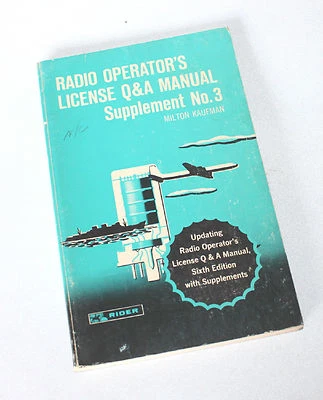 RADIO OPERATOR'S
LICENSE Q&A MANUAL
Supplement No.3
MILTON KAUFMAN
Updating
Radio Operator's
License Q & A Manual,
Sixth Edition
with Supplements
RIDER